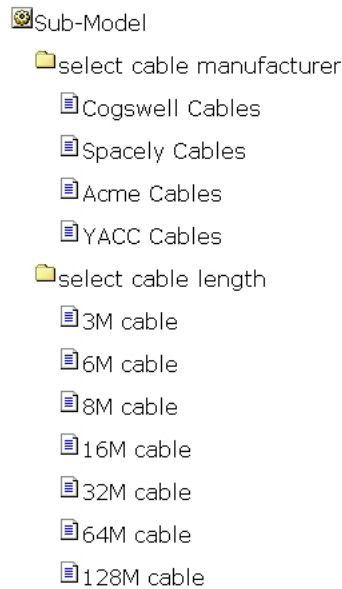 Sub-Model
select cable manufacturer
Cogswell Cables
Spacely Cables
Acme Cables
YACC Cables
select cable length
3M cable
6M cable
8M cable
16M cable
32M cable
64M cable
128M cable